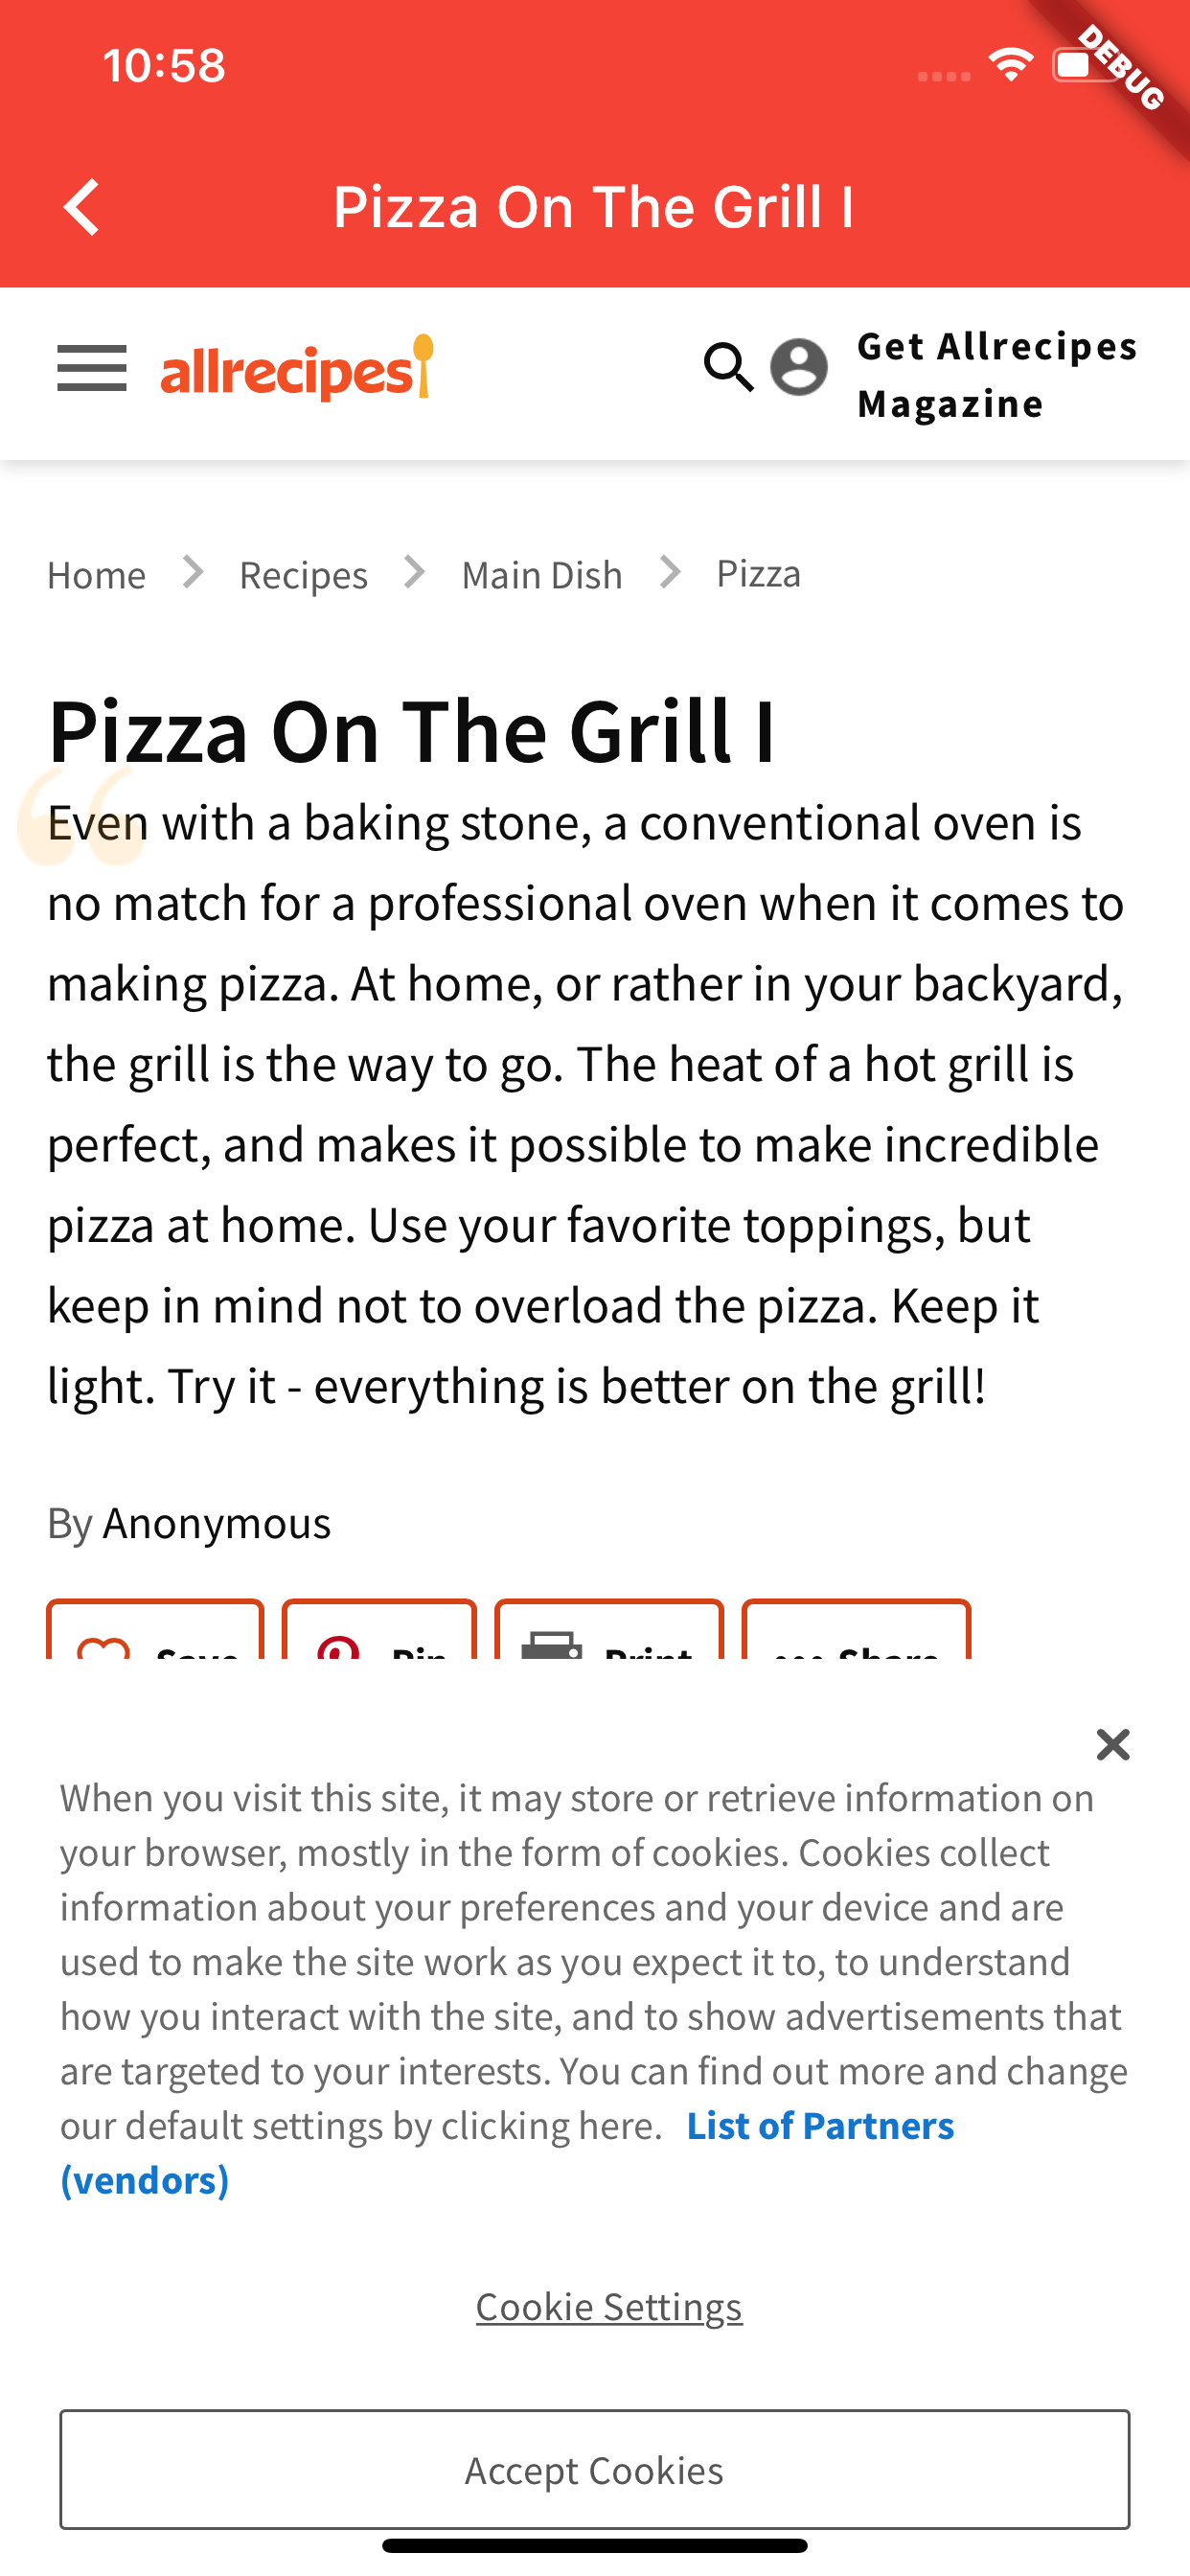 10:58
DEBUG
Pizza On The Grill I
allrecipes
Get Allrecipes
Magazine
Home
Recipes
Main Dish
Pizza
Pizza On The Grill I
Even with a baking stone, a conventional oven is
no match for a professional oven when it comes to
making pizza. At home, or rather in your backyard,
the grill is the way to go. The heat of a hot grill is
perfect, and makes it possible to make incredible
pizza at home. Use your favorite toppings, but
keep in mind not to overload the pizza. Keep it
light. Try it - everything is better on the grill!
By Anonymous
Save
Pin
Print
Share
When you visit this site, it may store or retrieve information on
your browser, mostly in the form of cookies. Cookies collect
information about your preferences and your device and are
used to make the site work as you expect it to, to understand
how you interact with the site, and to show advertisements that
are targeted to your interests. You can find out more and change
our default settings by clicking here. List of Partners
(vendors)
Cookie Settings
Accept Cookies